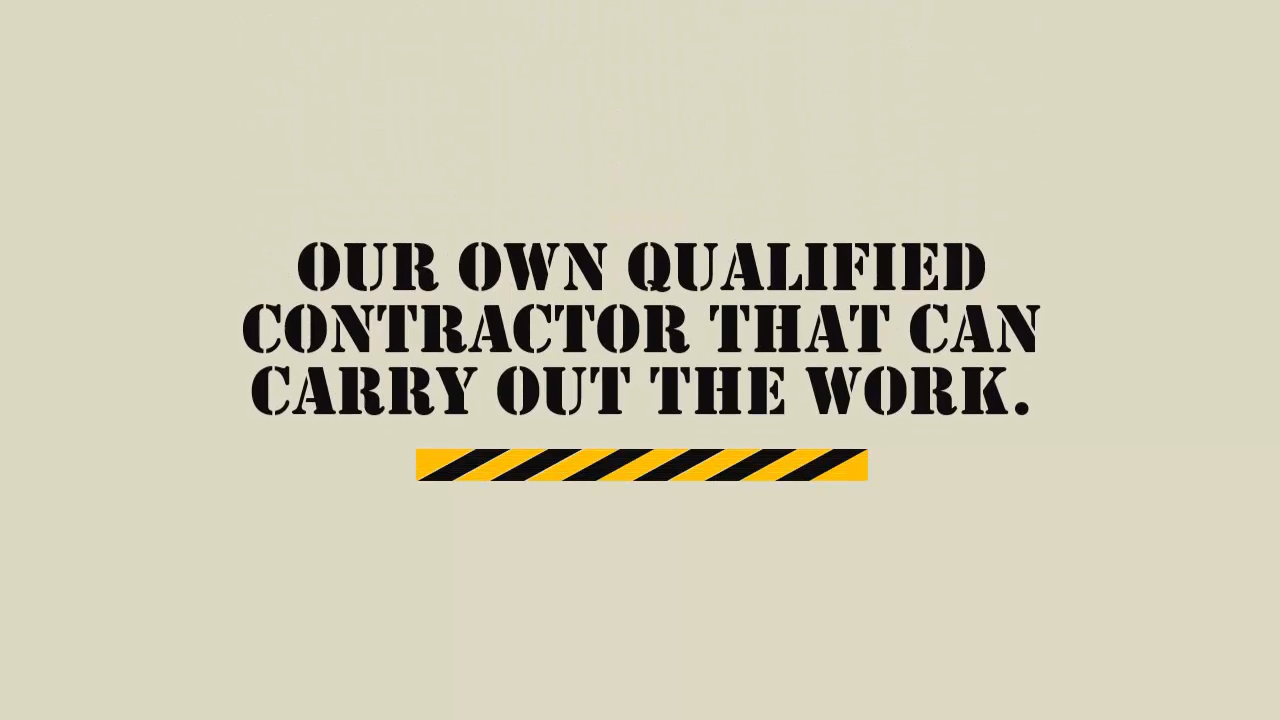 OUR OWN QUALIFIED
CONTRACTOR THAT CAN
CARRY OUT THE WORK.